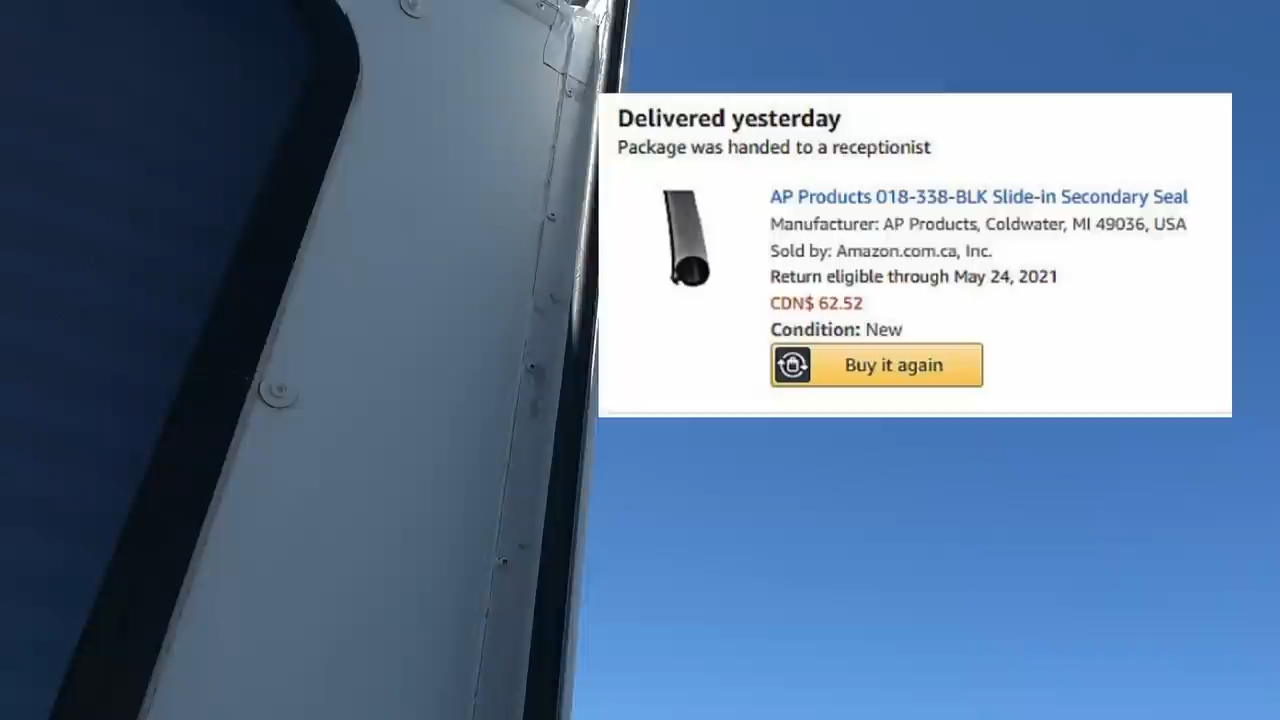 Delivered yesterday
Package was handed to a receptionist
AP Products 018-338-BLK Slide-in Secondary Seal
Manufacturer: AP Products, Coldwater, MI 49036, USA
Sold by: Amazon.com.ca, Inc.
Return eligible through May 24, 2021
CDN$ 62.52
Condition: New
Buy it again